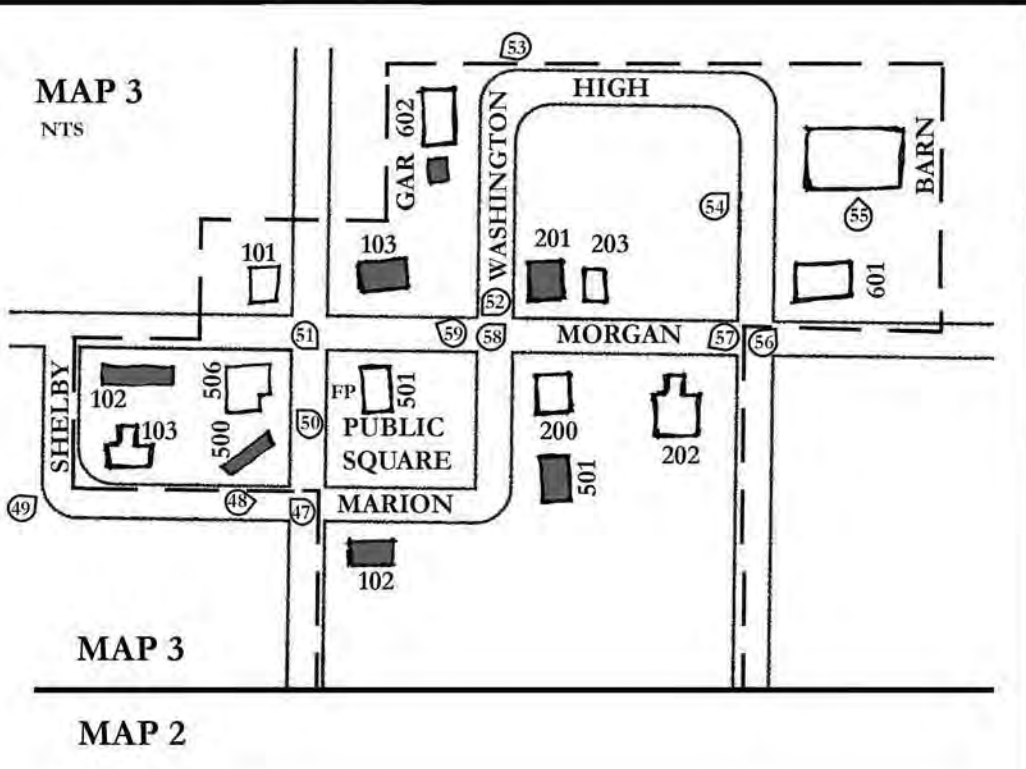 53
MAP 3
NTS
HIGH
602
WASHINGTON
GAR
BARN
54
55
101
103
201
203
601
52
51
59
58
MORGAN
57
56
SHELBY
102
506
FP
501
103
500
50
PUBLIC
SQUARE
200
202
501
49
48
47
MARION
102
MAP 3
MAP 2